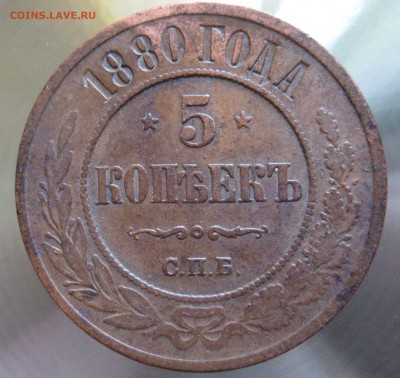 COINS.LAVE.RU
1880 ГОДА
5
КОПѢЕКЪ
С.П.Б.